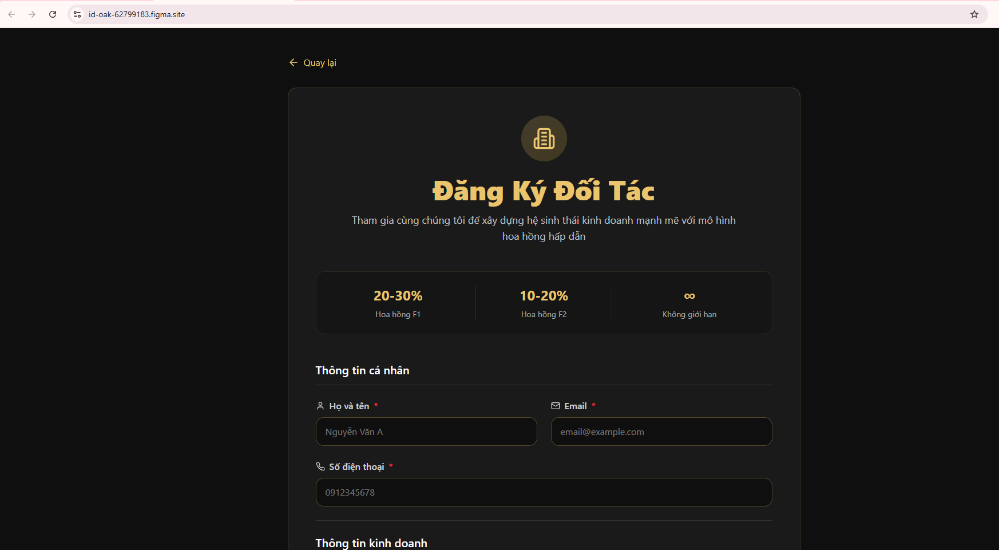 id-oak-62799183.figma.site
Quay lại
Đăng Ký Đối Tác
Tham gia cùng chúng tôi để xây dựng hệ sinh thái kinh doanh mạnh mẽ với mô hình
hoa hồng hấp dẫn
20-30%
Hoa hồng F1
10-20%
Hoa hồng F2
∞
Không giới hạn
Thông tin cá nhân
Họ và tên *
Nguyễn Văn A
Email *
email@example.com
Số điện thoại *
0912345678
Thông tin kinh doanh